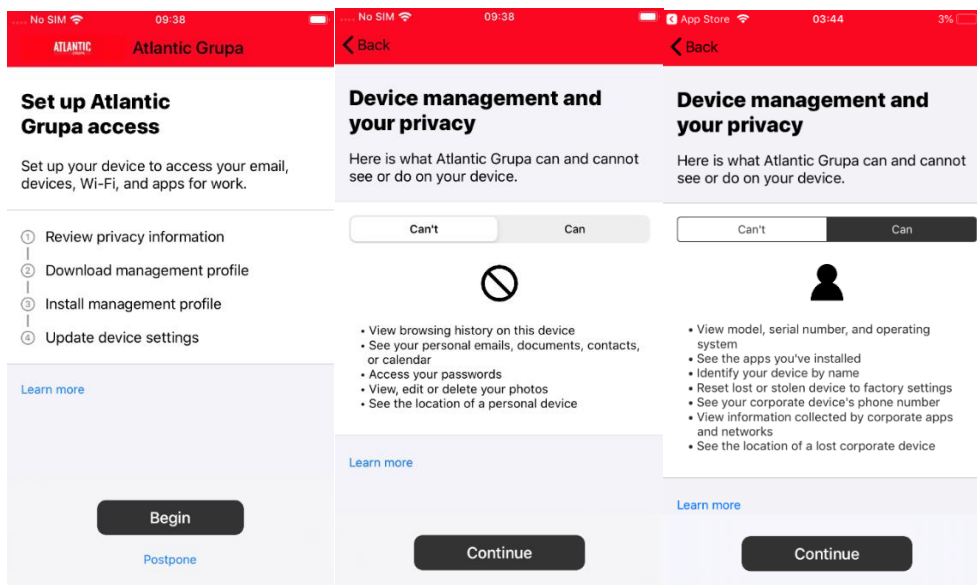 No SIM 09:38
ATLANTIC
GRUPA
Atlantic Grupa
Set up Atlantic
Grupa access
Set up your device to access your email,
devices, Wi-Fi, and apps for work.
1 Review privacy information
2 Download management profile
3 Install management profile
4 Update device settings
Learn more
Begin
Postpone
No SIM 09:38
Back
Device management and
your privacy
Here is what Atlantic Grupa can and cannot
see or do on your device.
Can't Can
• View browsing history on this device
• See your personal emails, documents, contacts,
or calendar
• Access your passwords
• View, edit or delete your photos
• See the location of a personal device
Learn more
Continue
App Store 03:44 3%
Back
Device management and
your privacy
Here is what Atlantic Grupa can and cannot
see or do on your device.
Can't Can
• View model, serial number, and operating
system
• See the apps you've installed
• Identify your device by name
• Reset lost or stolen device to factory settings
• See your corporate device's phone number
• View information collected by corporate apps
and networks
• See the location of a lost corporate device
Learn more
Continue